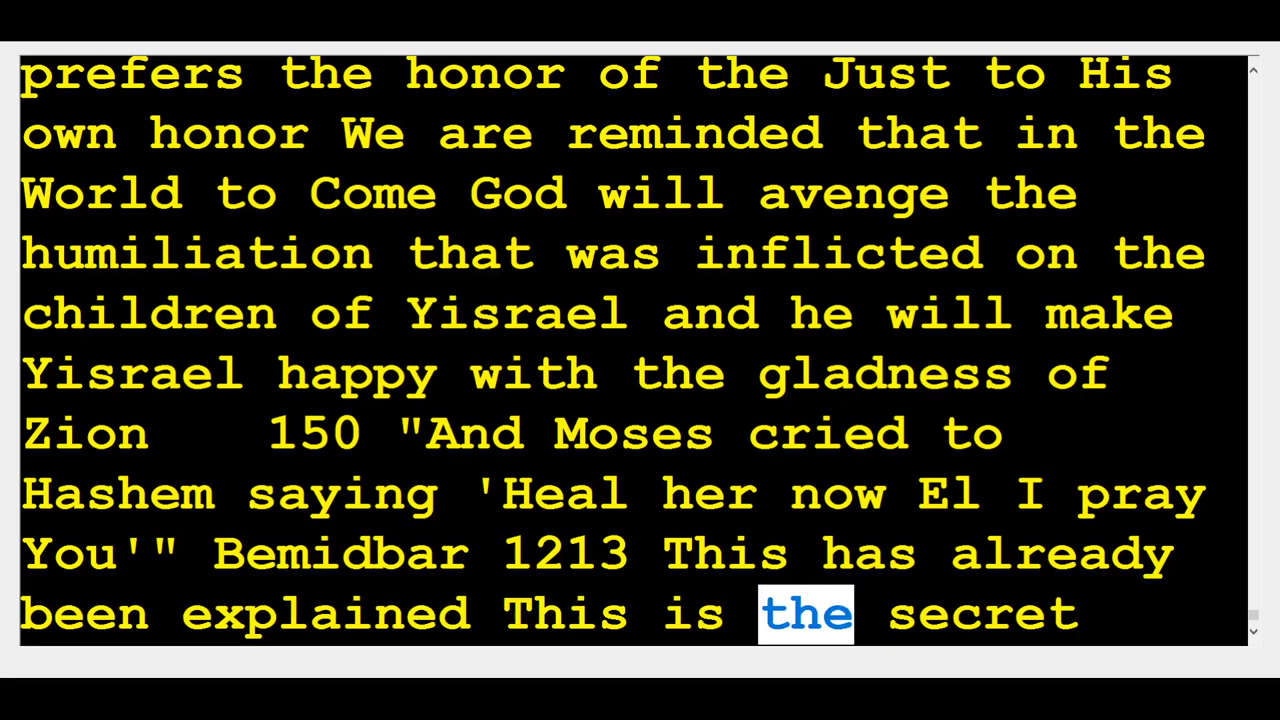 prefers the honor of the Just to His
own honor We are reminded that in the
World to Come God will avenge the
humiliation that was inflicted on the
children of Yisrael and he will make
Yisrael happy with the gladness of
Zion    150 "And Moses cried to
Hashem saying 'Heal her now El I pray
You'" Bemidbar 1213 This has already
been explained This is the secret